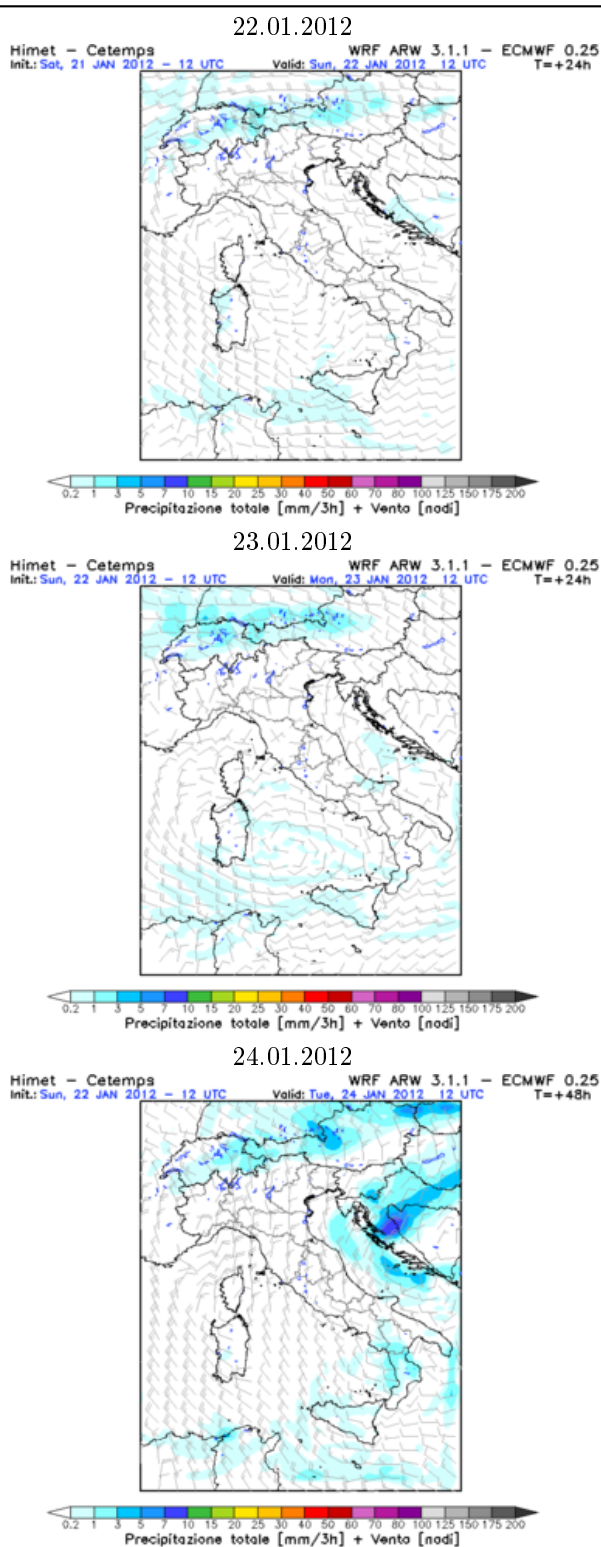 22.01.2012
Himet - Cetemps WRF ARW 3.1.1 - ECMWF 0.25
Init.: Sat, 21 JAN 2012 - 12 UTC Valid: Sun, 22 JAN 2012 12 UTC T=+24h
0.2 1 3 5 7 10 15 20 25 30 40 50 60 70 80 100 125 150 175 200
Precipitazione totale [mm/3h] + Vento [nodi]
23.01.2012
Himet - Cetemps WRF ARW 3.1.1 - ECMWF 0.25
Init.: Sun, 22 JAN 2012 - 12 UTC Valid: Mon, 23 JAN 2012 12 UTC T=+24h
0.2 1 3 5 7 10 15 20 25 30 40 50 60 70 80 100 125 150 175 200
Precipitazione totale [mm/3h] + Vento [nodi]
24.01.2012
Himet - Cetemps WRF ARW 3.1.1 - ECMWF 0.25
Init.: Sun, 22 JAN 2012 - 12 UTC Valid: Tue, 24 JAN 2012 12 UTC T=+48h
0.2 1 3 5 7 10 15 20 25 30 40 50 60 70 80 100 125 150 175 200
Precipitazione totale [mm/3h] + Vento [nodi]